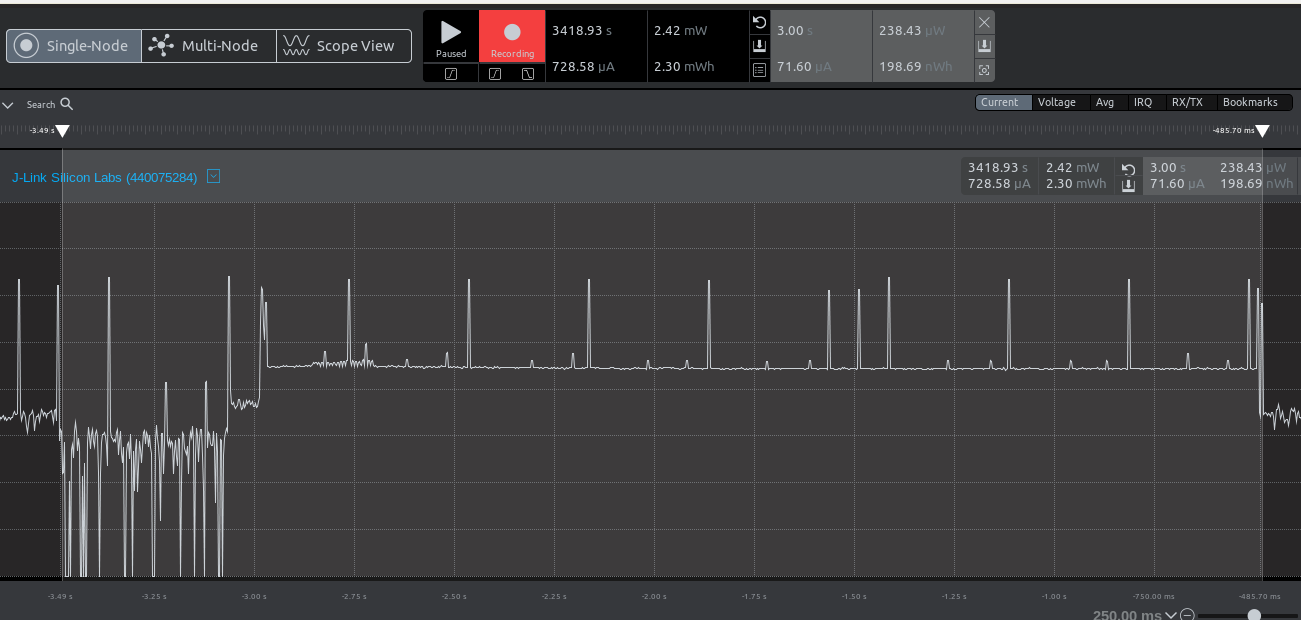 Single-Node Multi-Node Scope View
Paused Recording
3418.93 s 2.42 mW 3.00 s 238.43 µW
728.58 µA 2.30 mWh 71.60 µA 198.69 nWh
Search
Current Voltage Avg IRQ RX/TX Bookmarks
-3.49 s -485.70 ms
J-Link Silicon Labs (440075284)
3418.93 s 2.42 mW 3.00 s 238.43 µW
728.58 µA 2.30 mWh 71.60 µA 198.69 nWh
-3.49 s -3.25 s -3.00 s -2.75 s -2.50 s -2.25 s -2.00 s -1.75 s -1.50 s -1.25 s -1.00 s -750.00 ms -485.70 ms
250.00 ms